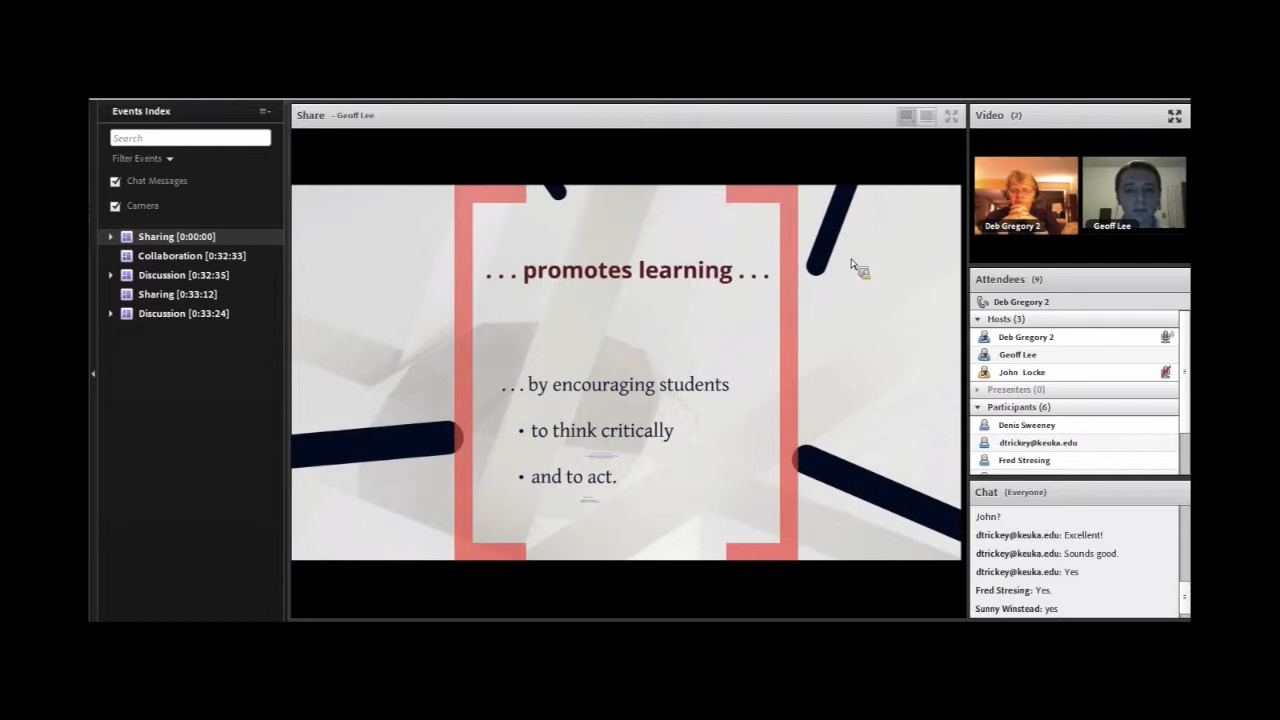 Events Index
Search
Filter Events
Chat Messages
Camera
Sharing [0:00:00]
Collaboration [0:32:33]
Discussion [0:32:35]
Sharing [0:33:12]
Discussion [0:33:24]
Share - Geoff Lee
. . . promotes learning . . .
. . . by encouraging students
• to think critically
• and to act.
Video (2)
Deb Gregory 2
Geoff Lee
Attendees (9)
Deb Gregory 2
Hosts (3)
Deb Gregory 2
Geoff Lee
John Locke
Presenters (0)
Participants (6)
Denis Sweeney
dtrickey@keuka.edu
Fred Stresing
Chat (Everyone)
John?
dtrickey@keuka.edu: Excellent!
dtrickey@keuka.edu: Sounds good.
dtrickey@keuka.edu: Yes
Fred Stresing: Yes.
Sunny Winstead: yes